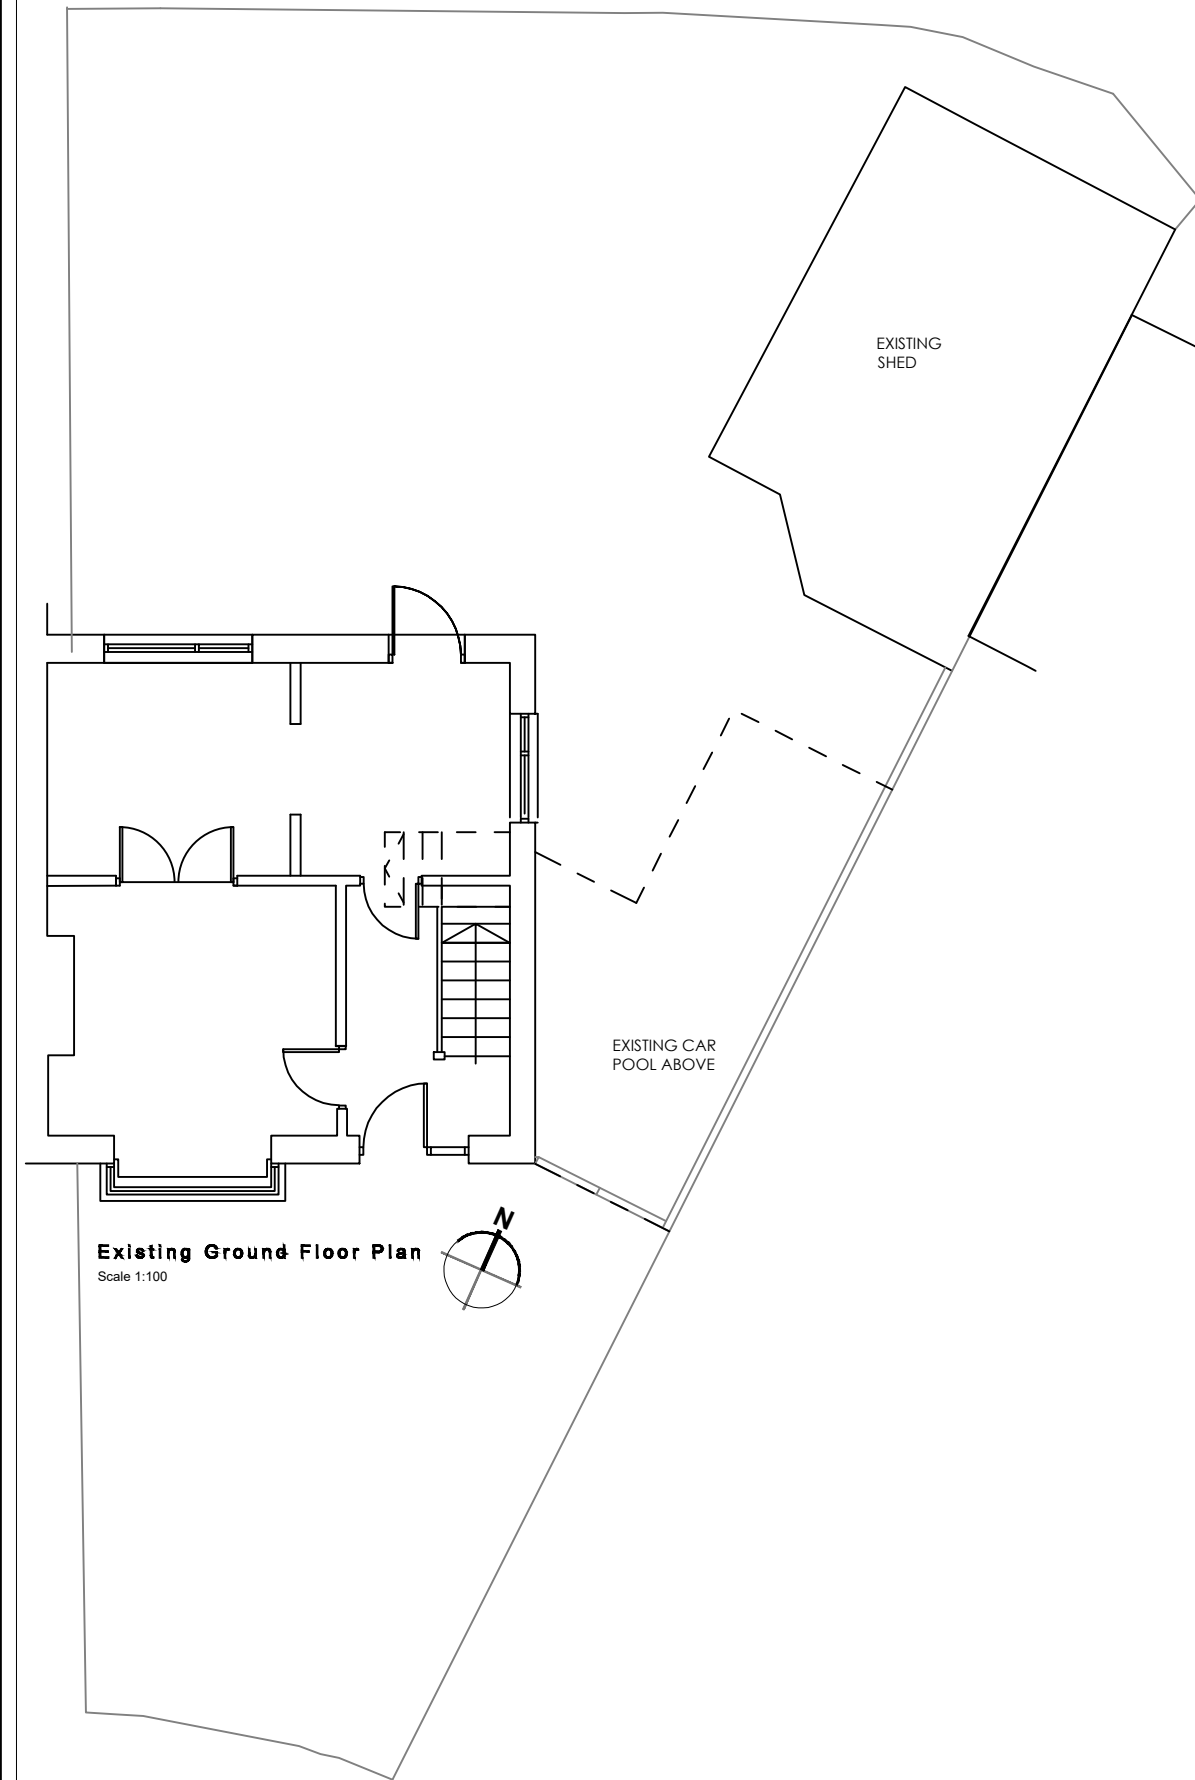 EXISTING
SHED
EXISTING CAR
POOL ABOVE
N
Existing Ground Floor Plan
Scale 1:100